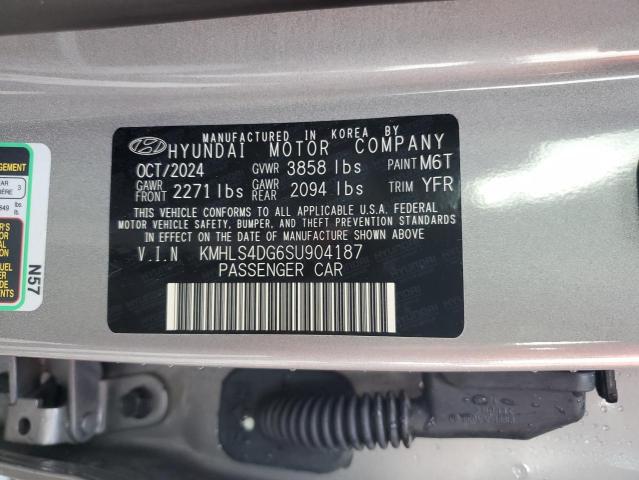 MANUFACTURED IN KOREA BY
HYUNDAI MOTOR COMPANY
OCT/2024 GVWR 3858 lbs PAINT M6T
GAWR FRONT 2271 lbs GAWR REAR 2094 lbs TRIM YFR
THIS VEHICLE CONFORMS TO ALL APPLICABLE U.S.A. FEDERAL
MOTOR VEHICLE SAFETY, BUMPER, AND THEFT PREVENTION STANDARDS
IN EFFECT ON THE DATE OF MANUFACTURE SHOWN ABOVE
V.I.N KMHLS4DG6SU904187
PASSENGER CAR
3
N57